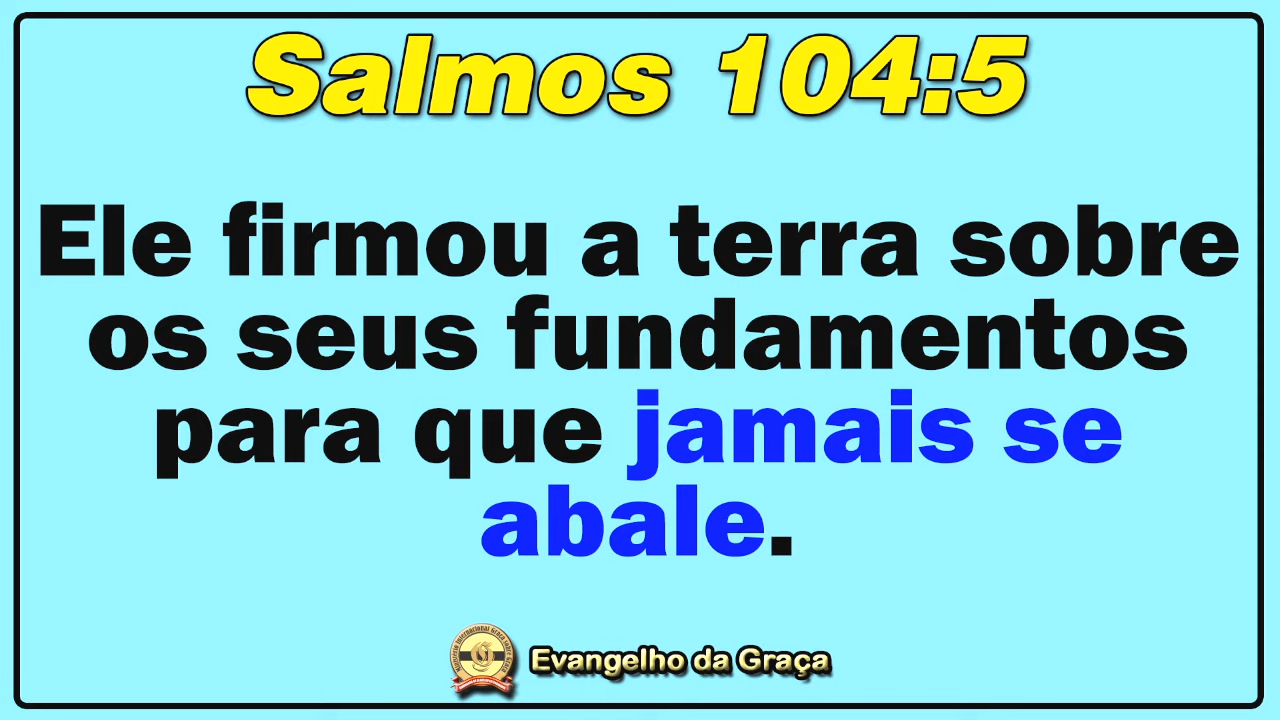 Salmos 104:5
Ele firmou a terra sobre
os seus fundamentos
para que jamais se
abale.
Evangelho da Graça